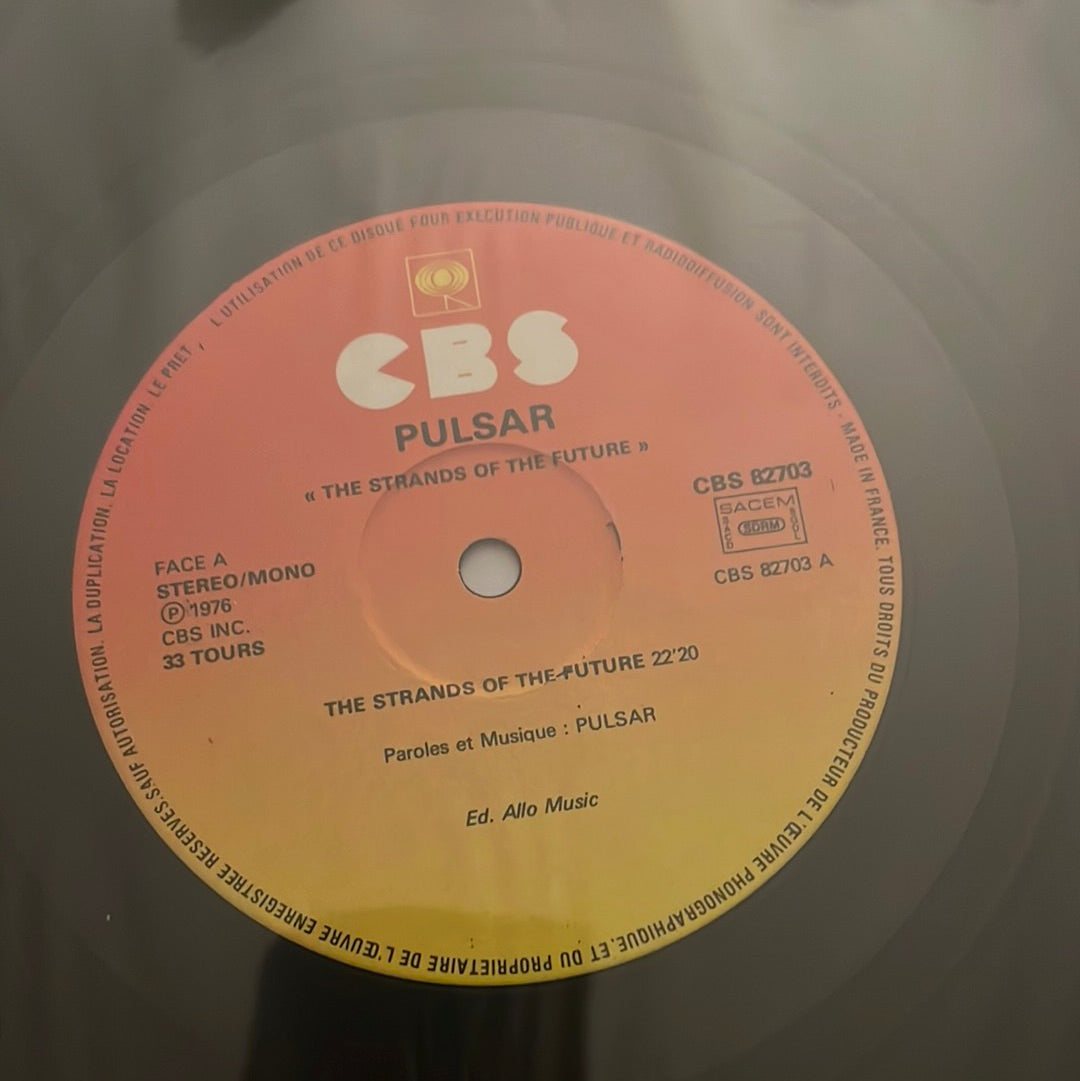 L'UTILISATION DE CE DISQUE POUR EXECUTION PUBLIQUE ET RADIODIFFUSION SONT INTERDITS - MADE IN FRANCE. TOUS DROITS DU PRODUCTEUR DE L'ŒUVRE PHONOGRAPHIQUE.ET DU PROPRIETAIRE DE L'ŒUVRE ENREGISTREE RESERVES.SAUF AUTORISATION. LA DUPLICATION. LA LOCATION. LE PRET
CBS
PULSAR
« THE STRANDS OF THE FUTURE »
CBS 82703
SACEM
SACD SDRM SGDL
CBS 82703 A
FACE A
STEREO/MONO
Ⓟ 1976
CBS INC.
33 TOURS
THE STRANDS OF THE FUTURE 22'20
Paroles et Musique : PULSAR
Ed. Allo Music